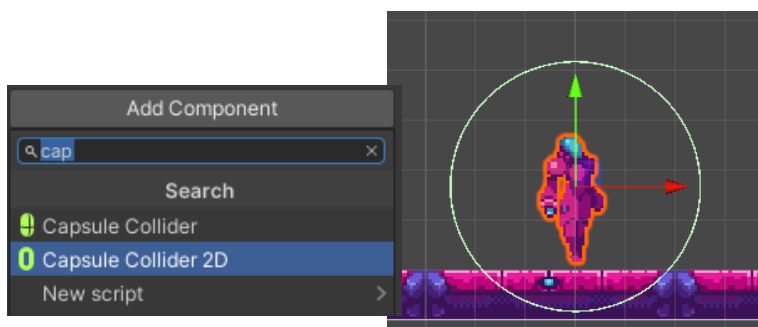 Add Component
cap
Search
Capsule Collider
Capsule Collider 2D
New script